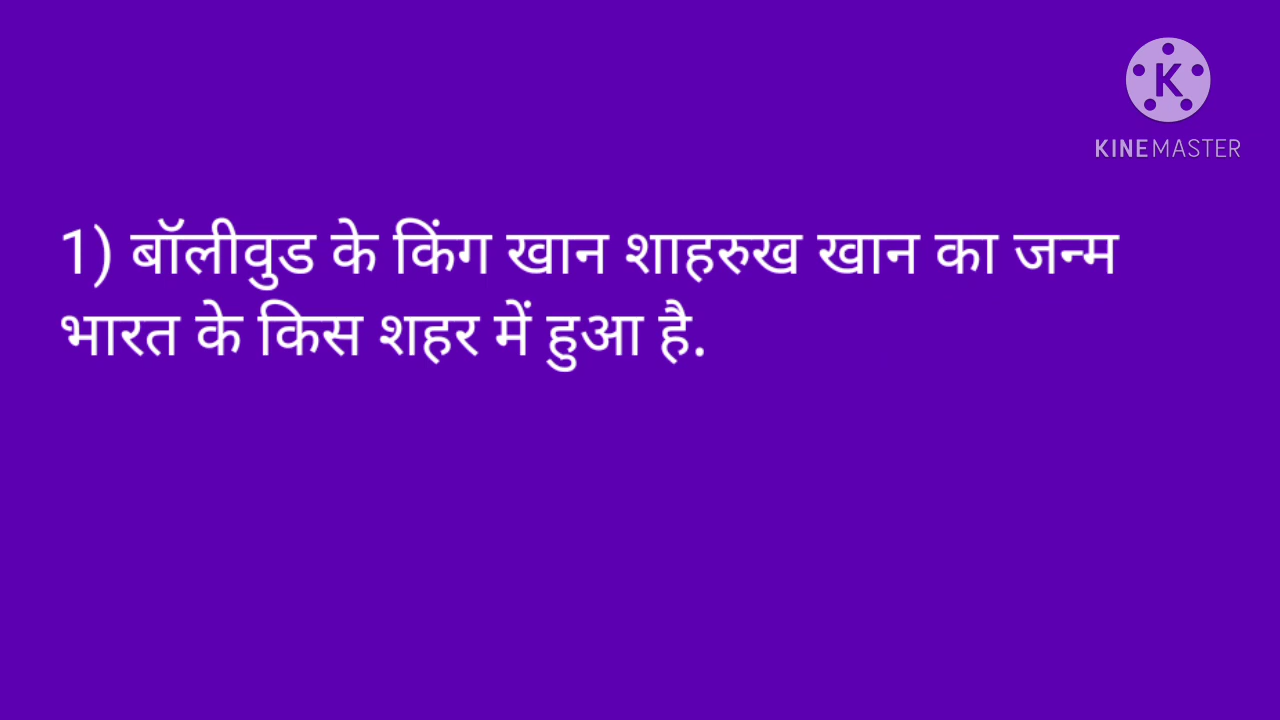 K
KINEMASTER
1) बॉलीवुड के किंग खान शाहरुख खान का जन्म
भारत के किस शहर में हुआ है.